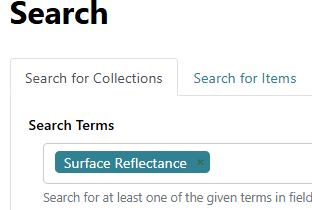 Search
Search for Collections
Search for Items
Search Terms
Surface Reflectance ×
Search for at least one of the given terms in field